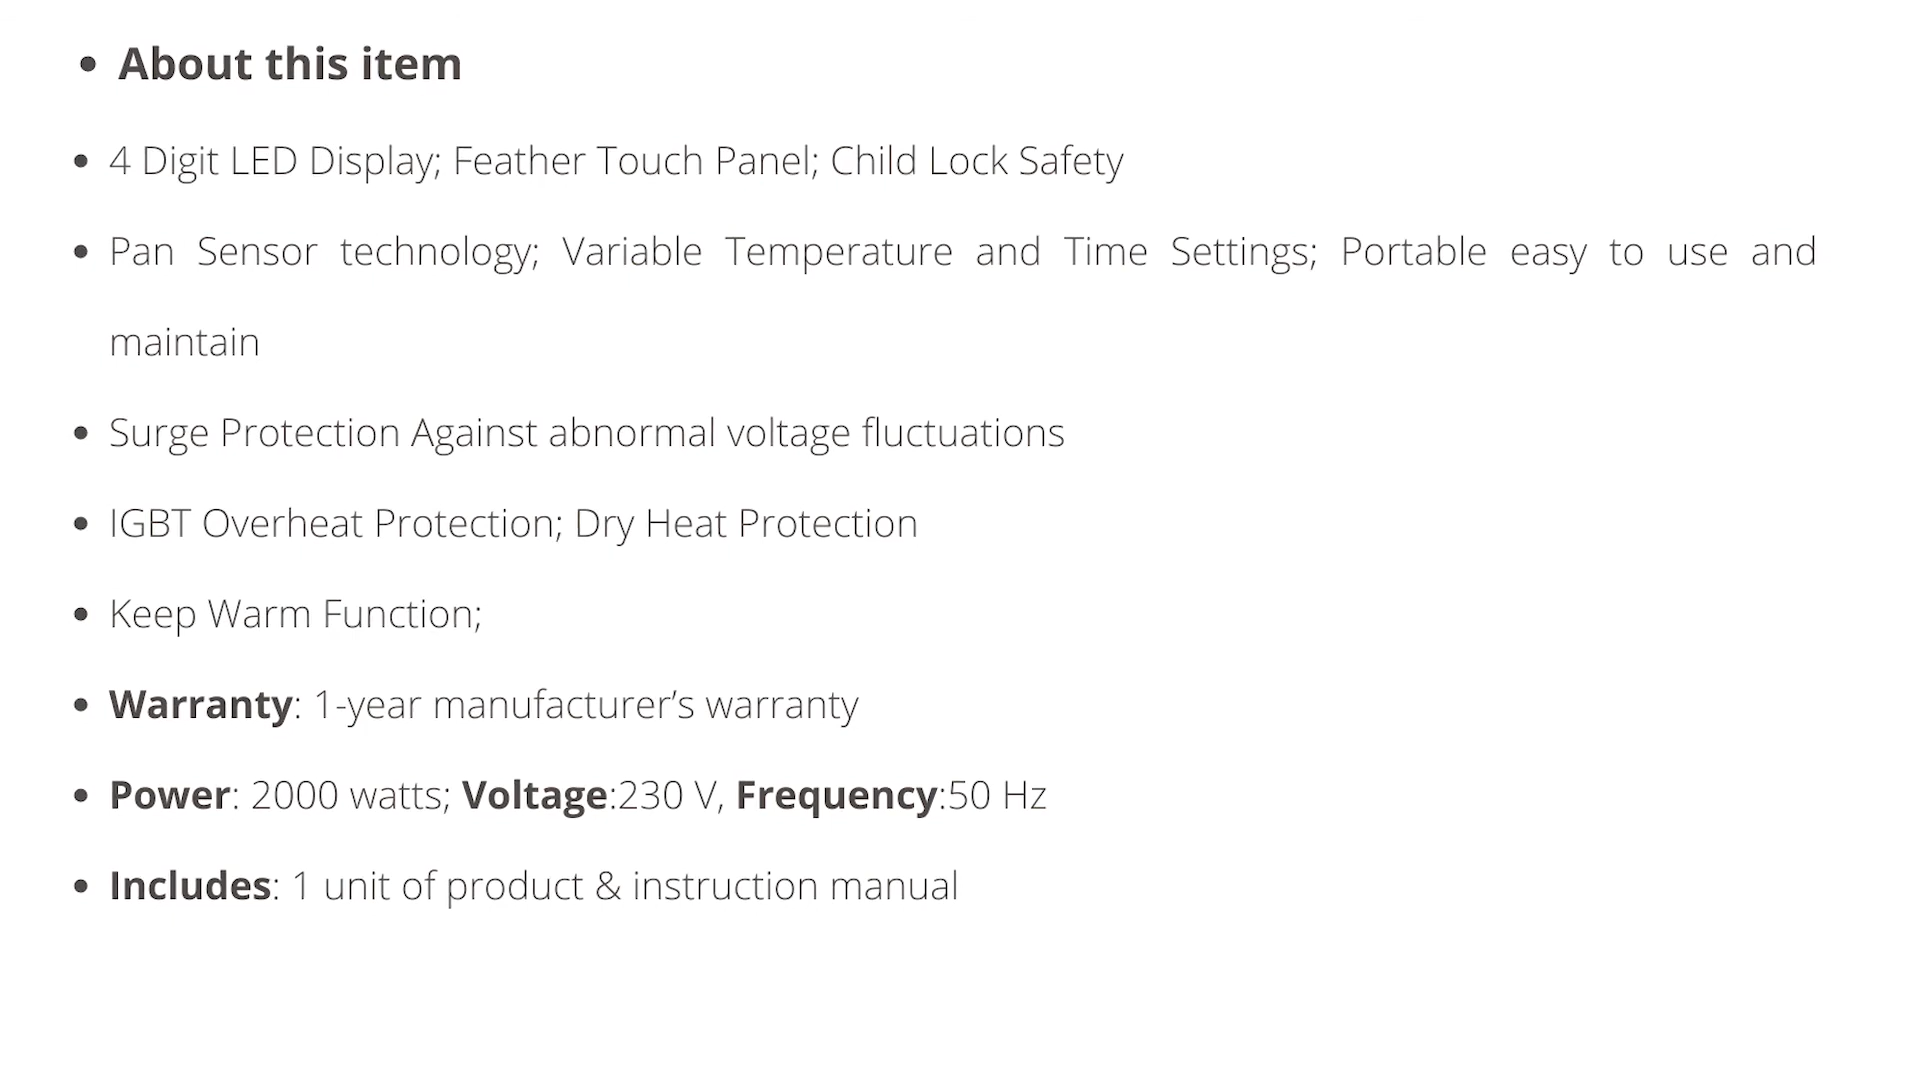 • About this item
• 4 Digit LED Display; Feather Touch Panel; Child Lock Safety
• Pan Sensor technology; Variable Temperature and Time Settings; Portable easy to use and
maintain
• Surge Protection Against abnormal voltage fluctuations
• IGBT Overheat Protection; Dry Heat Protection
• Keep Warm Function;
• Warranty: 1-year manufacturer’s warranty
• Power: 2000 watts; Voltage:230 V, Frequency:50 Hz
• Includes: 1 unit of product & instruction manual